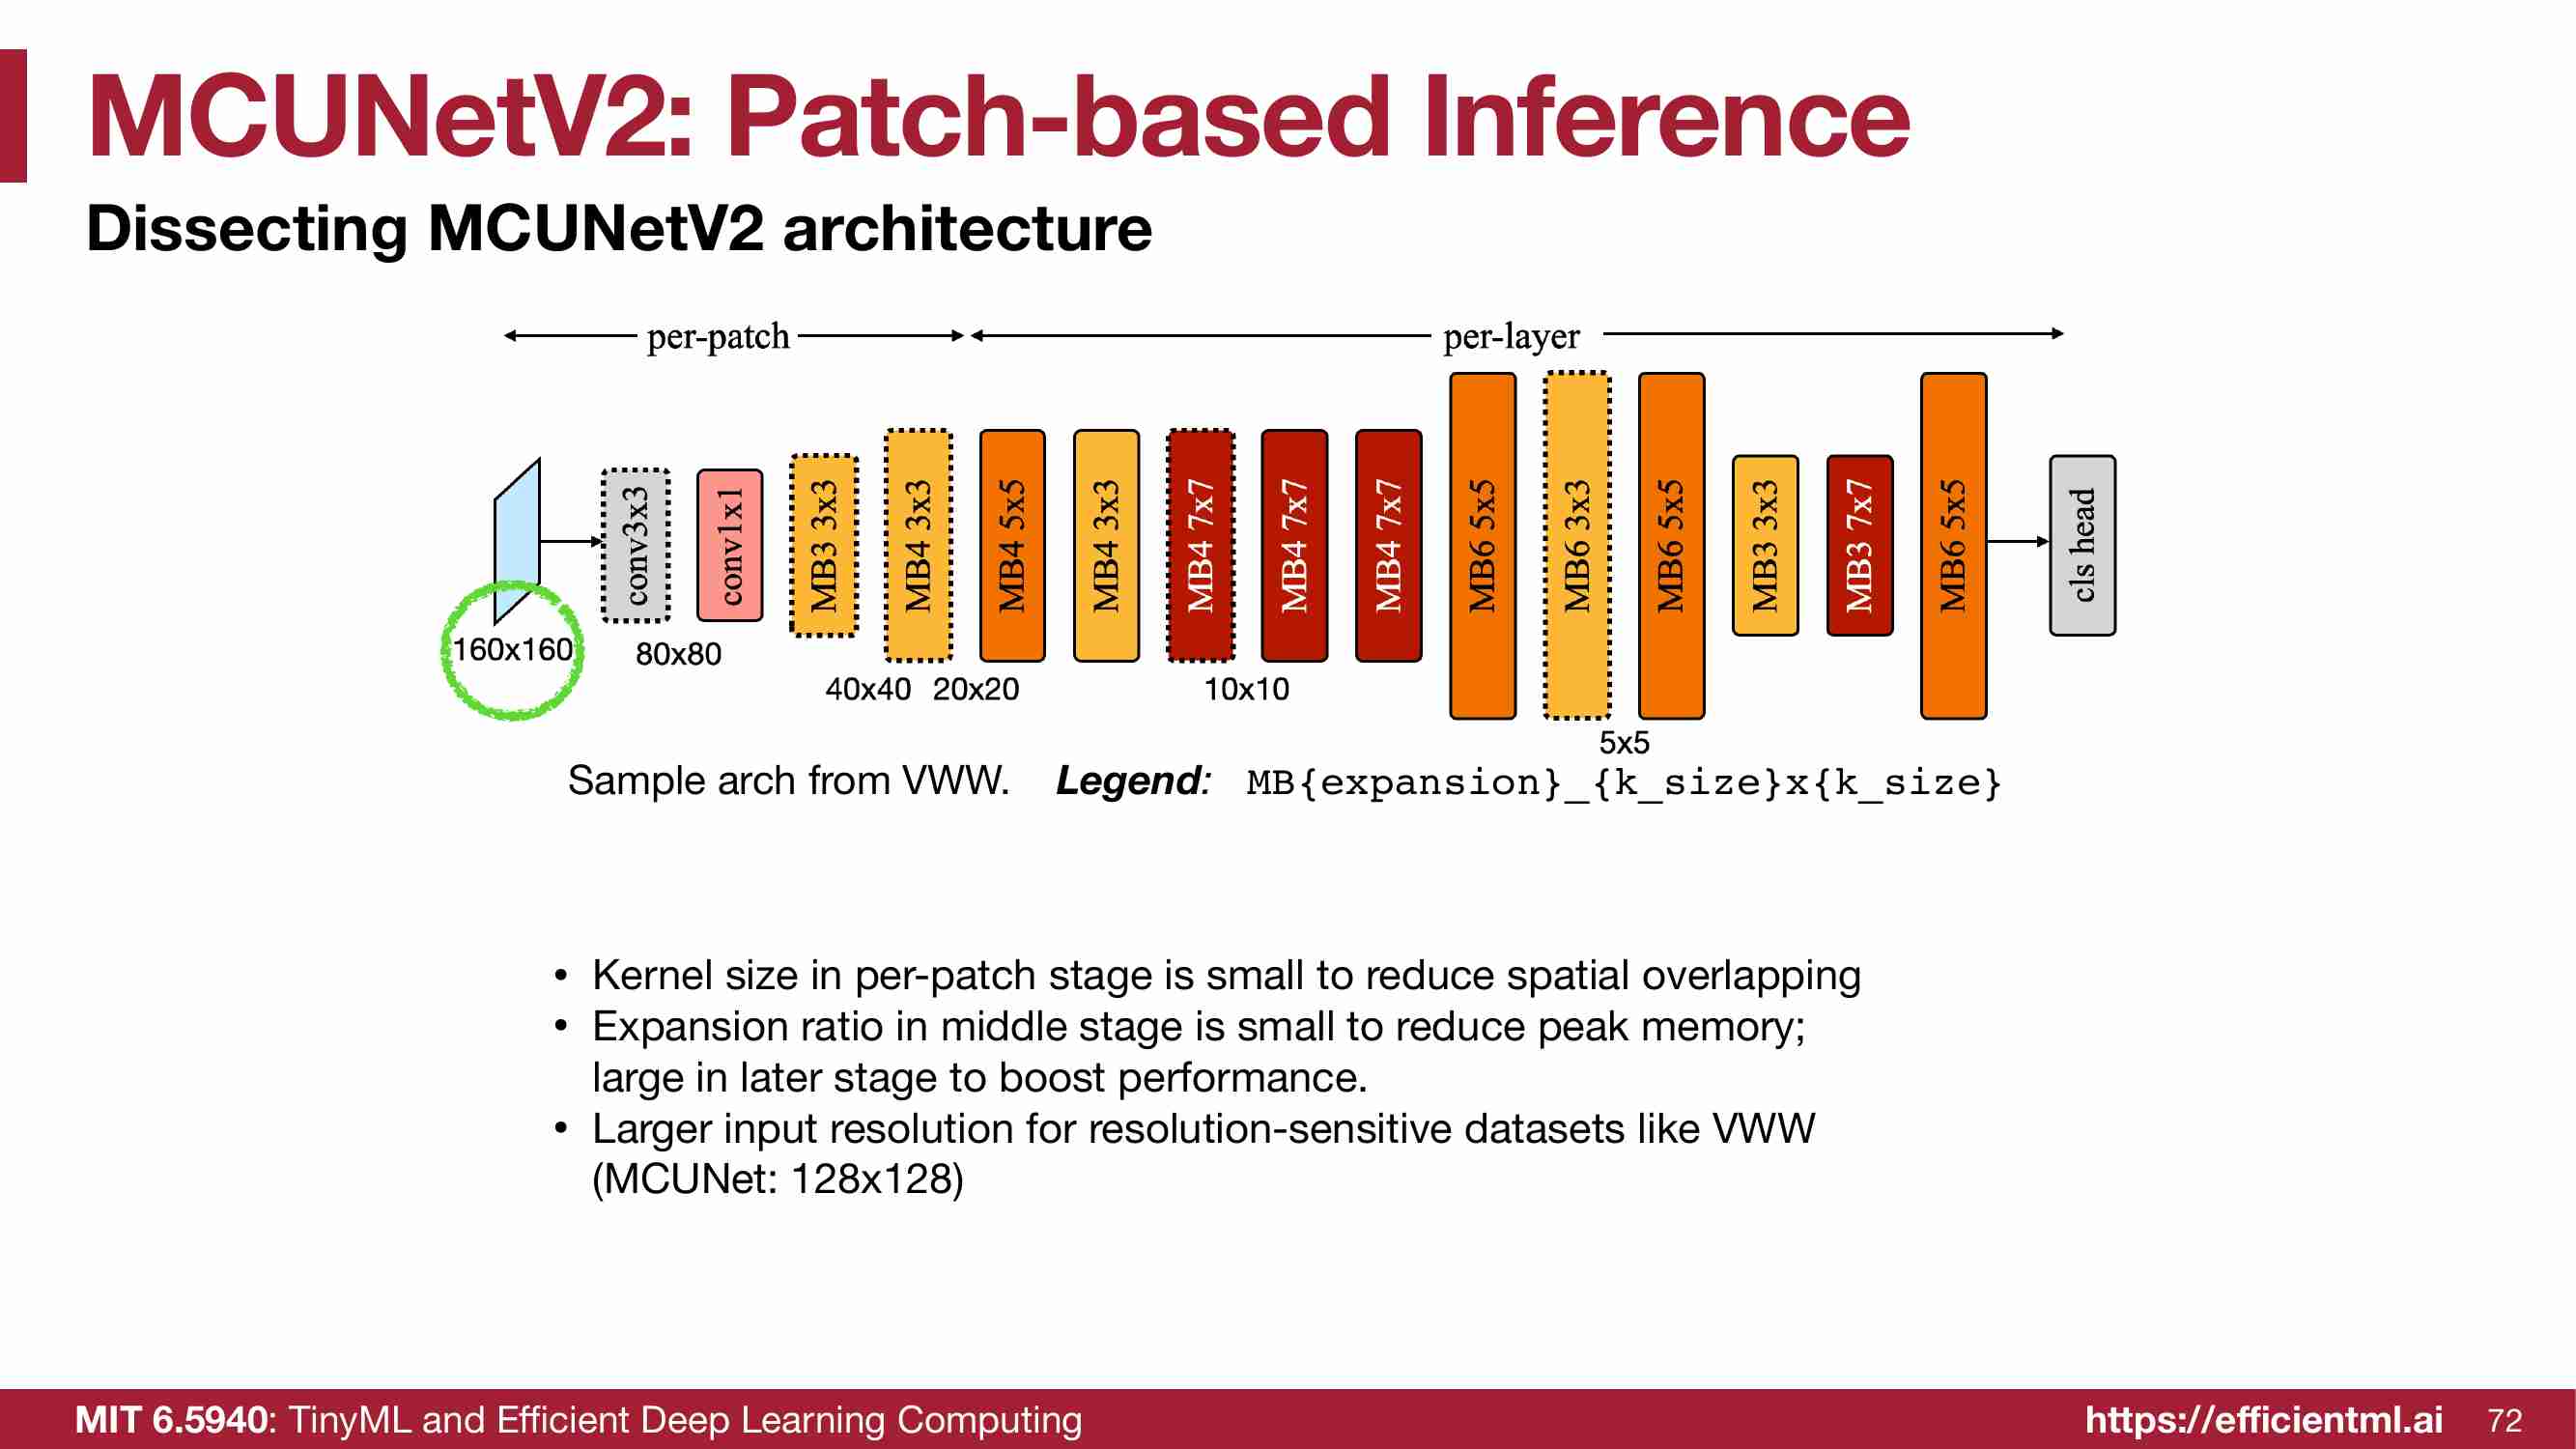 MCUNetV2: Patch-based Inference
Dissecting MCUNetV2 architecture
per-patch
per-layer
conv3x3
conv1x1
MB3 3x3
MB4 3x3
MB4 5x5
MB4 3x3
MB4 7x7
MB4 7x7
MB4 7x7
MB6 5x5
MB6 3x3
MB6 5x5
MB3 3x3
MB3 7x7
MB6 5x5
cls head
160x160
80x80
40x40
20x20
10x10
5x5
Sample arch from VWW. Legend: MB{expansion}_{k_size}x{k_size}
• Kernel size in per-patch stage is small to reduce spatial overlapping
• Expansion ratio in middle stage is small to reduce peak memory;
large in later stage to boost performance.
• Larger input resolution for resolution-sensitive datasets like VWW
(MCUNet: 128x128)
MIT 6.5940: TinyML and Efficient Deep Learning Computing
https://efficientml.ai
72